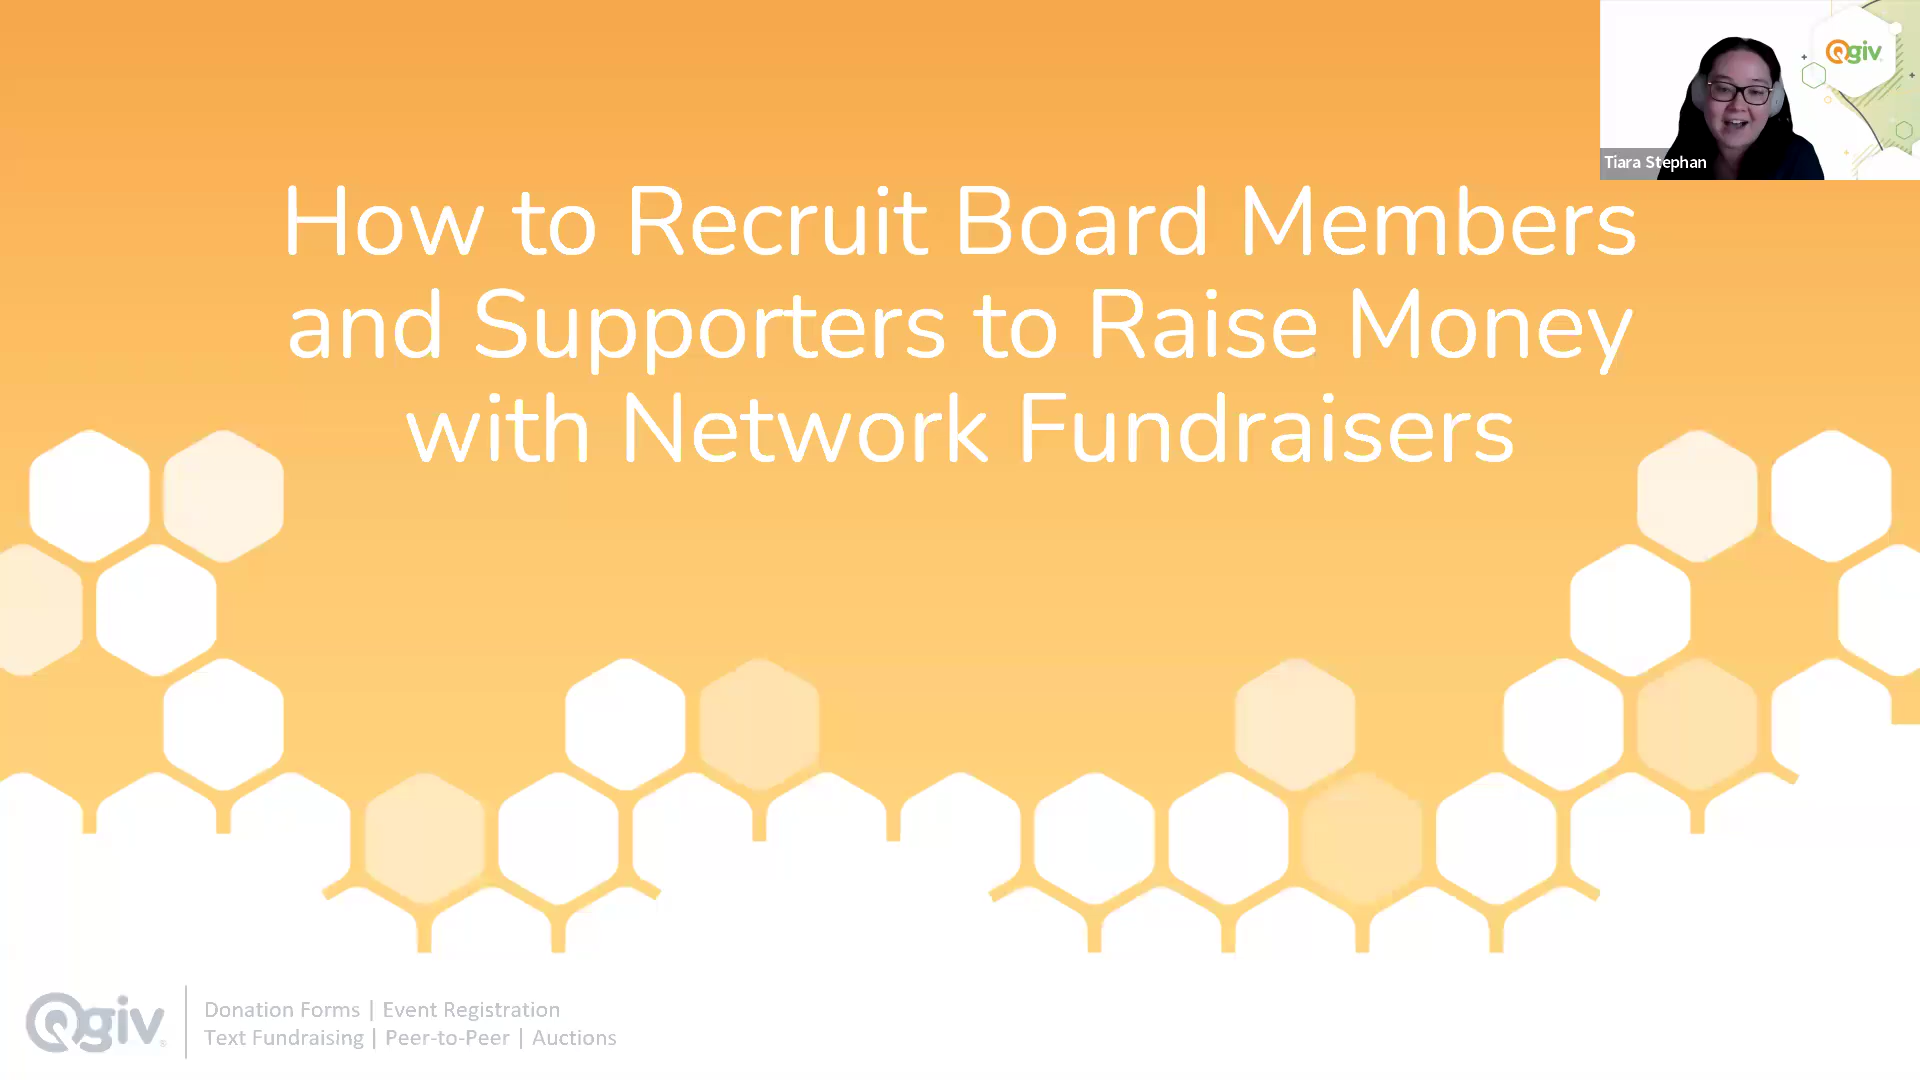 Qgiv
Tiara Stephan
How to Recruit Board Members
and Supporters to Raise Money
with Network Fundraisers
Qgiv
Donation Forms | Event Registration
Text Fundraising | Peer-to-Peer | Auctions